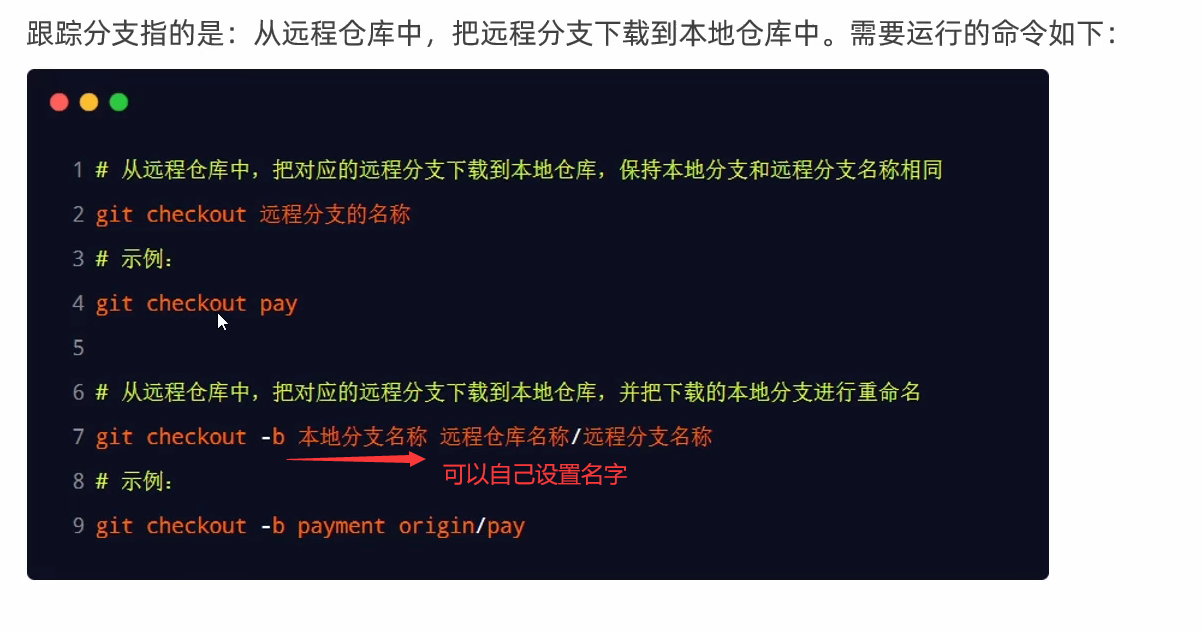 跟踪分支指的是：从远程仓库中，把远程分支下载到本地仓库中。需要运行的命令如下：
1 # 从远程仓库中，把对应的远程分支下载到本地仓库，保持本地分支和远程分支名称相同
2 git checkout 远程分支的名称
3 # 示例：
4 git checkout pay
5
6 # 从远程仓库中，把对应的远程分支下载到本地仓库，并把下载的本地分支进行重命名
7 git checkout -b 本地分支名称 远程仓库名称/远程分支名称
可以自己设置名字
8 # 示例：
9 git checkout -b payment origin/pay